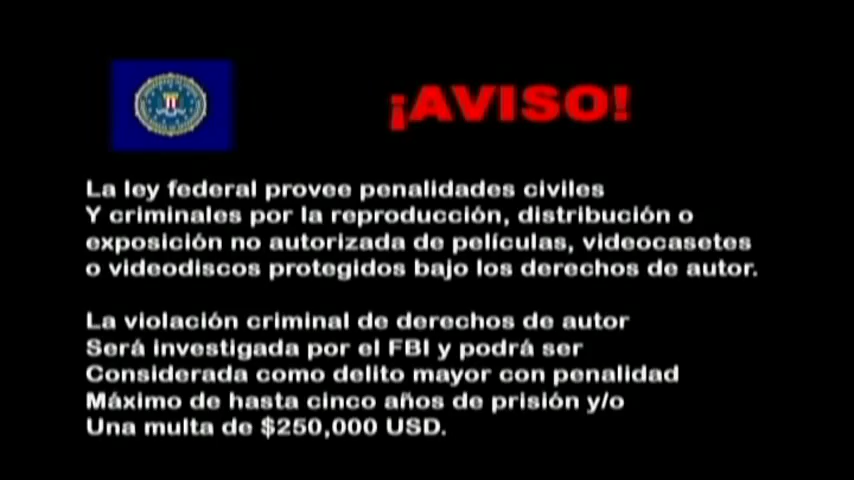 ¡AVISO!
La ley federal provee penalidades civiles
Y criminales por la reproducción, distribución o
exposición no autorizada de películas, videocasetes
o videodiscos protegidos bajo los derechos de autor.
La violación criminal de derechos de autor
Será investigada por el FBI y podrá ser
Considerada como delito mayor con penalidad
Máximo de hasta cinco años de prisión y/o
Una multa de $250,000 USD.